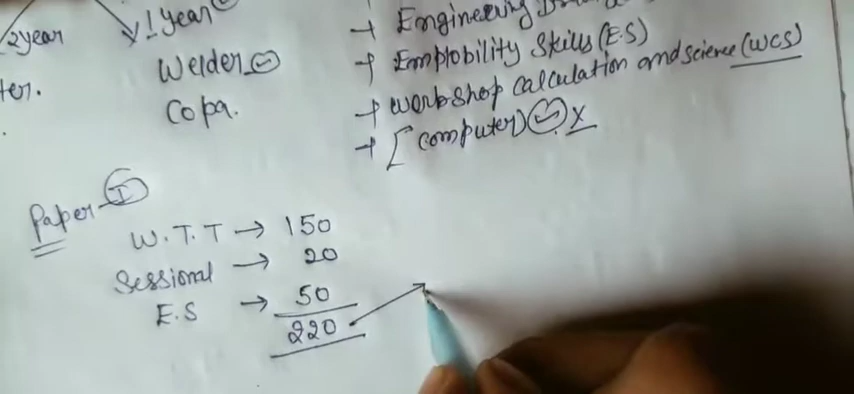 2year
1 year
Welder
Copa.
ter.
→ Engineering
→ Emplobility Skills (E.S)
→ Workshop calculation and science (WCS)
→ [computer) X
Paper - I
W.T.T → 150
Sessional → 20
E.S → 50
220